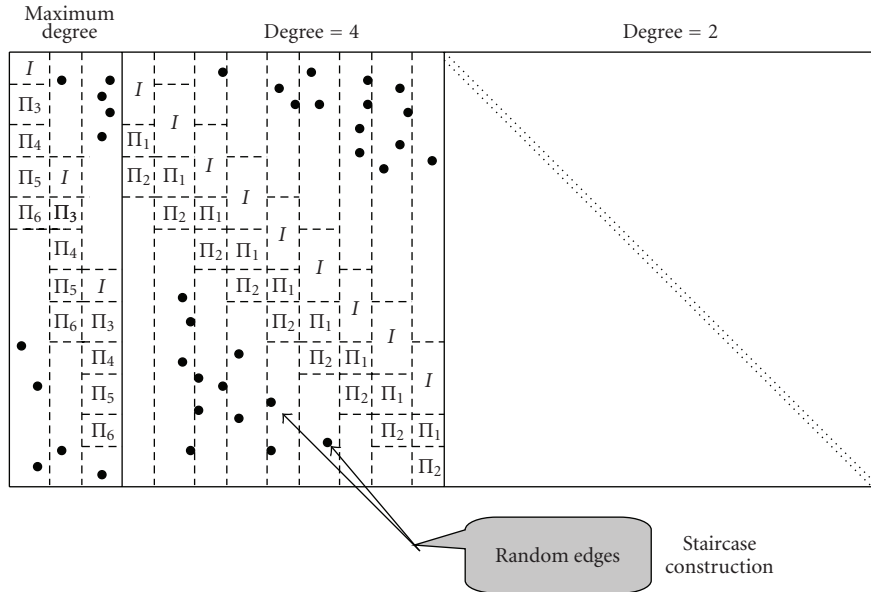 Maximum
degree
Degree = 4
Degree = 2
I
I
Π3
I
Π4 Π1
I
Π5 I Π2 Π1
I
Π6 Π3 Π2 Π1
I
Π4 Π2 Π1
I
Π5 I Π2 Π1
I
Π6 Π3 Π2 Π1
I
Π4 Π2 Π1
I
Π5 Π2 Π1
Π6 Π2 Π1
Π2
Random edges
Staircase
construction